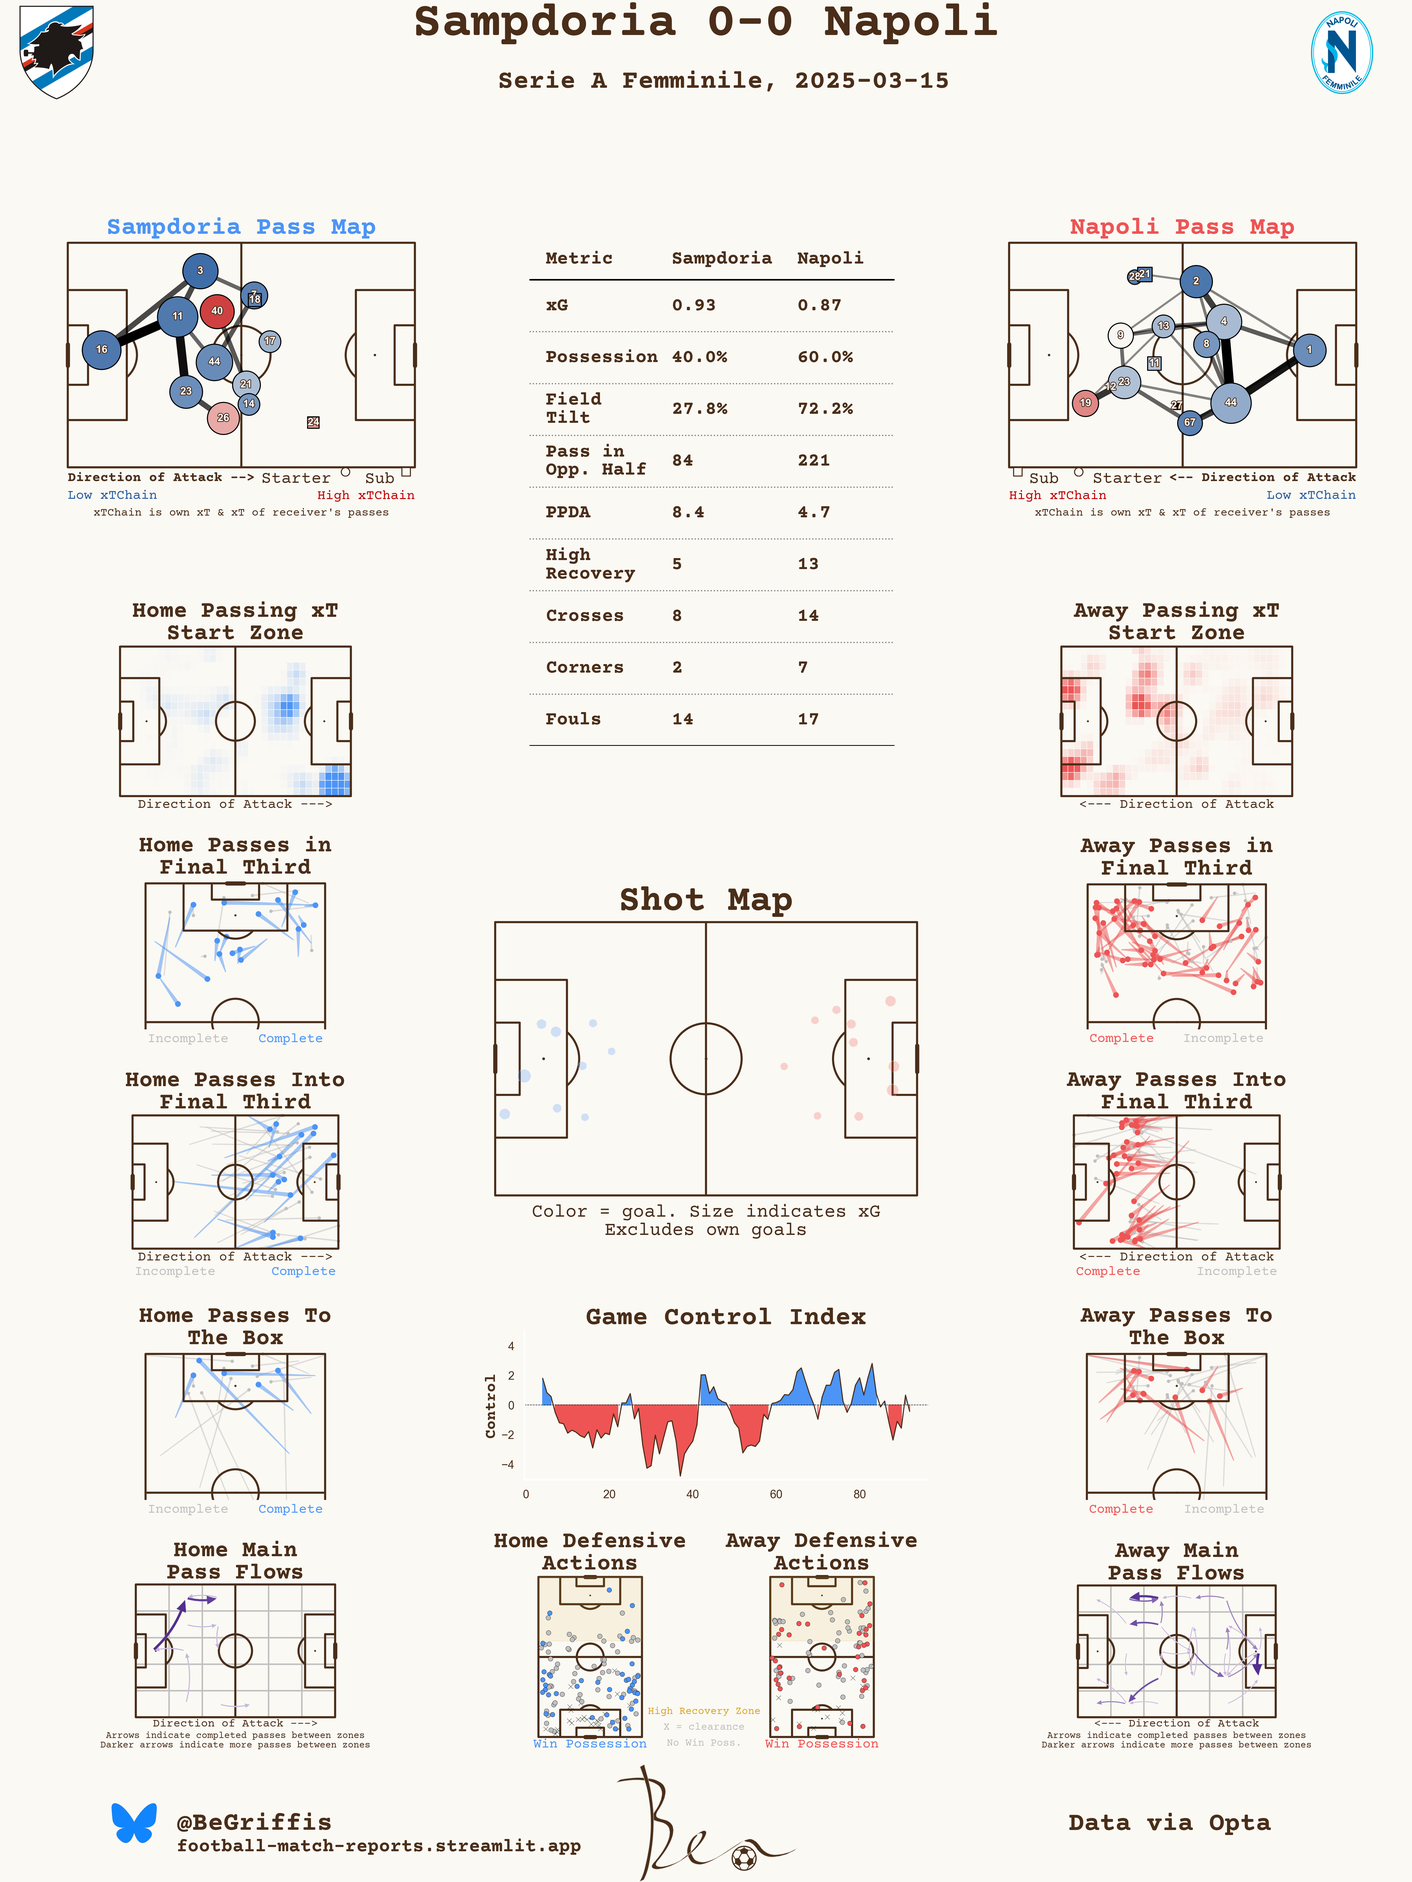 Sampdoria 0-0 Napoli
Serie A Femminile, 2025-03-15
NAPOLI
N
FEMMINILE
Sampdoria Pass Map
3
7
18
40
11
17
16
44
21
23
14
26
24
Direction of Attack --> Starter Sub
Low xTChain High xTChain
xTChain is own xT & xT of receiver's passes
Metric Sampdoria Napoli
xG 0.93 0.87
Possession 40.0% 60.0%
Field
Tilt 27.8% 72.2%
Pass in
Opp. Half 84 221
PPDA 8.4 4.7
High
Recovery 5 13
Crosses 8 14
Corners 2 7
Fouls 14 17
Napoli Pass Map
28
21
2
4
13
9
8
1
11
23
12
19
27
44
67
Sub Starter <-- Direction of Attack
High xTChain Low xTChain
xTChain is own xT & xT of receiver's passes
Home Passing xT
Start Zone
Direction of Attack --->
Away Passing xT
Start Zone
<--- Direction of Attack
Home Passes in
Final Third
Incomplete Complete
Away Passes in
Final Third
Complete Incomplete
Shot Map
Color = goal. Size indicates xG
Excludes own goals
Home Passes Into
Final Third
Direction of Attack --->
Incomplete Complete
Away Passes Into
Final Third
<--- Direction of Attack
Complete Incomplete
Home Passes To
The Box
Incomplete Complete
Game Control Index
Control
4
2
0
−2
−4
0 20 40 60 80
Away Passes To
The Box
Complete Incomplete
Home Main
Pass Flows
Direction of Attack --->
Arrows indicate completed passes between zones
Darker arrows indicate more passes between zones
Home Defensive
Actions
Win Possession
High Recovery Zone
X = clearance
No Win Poss.
Away Defensive
Actions
Win Possession
Away Main
Pass Flows
<--- Direction of Attack
Arrows indicate completed passes between zones
Darker arrows indicate more passes between zones
@BeGriffis
football-match-reports.streamlit.app
Ben
Data via Opta